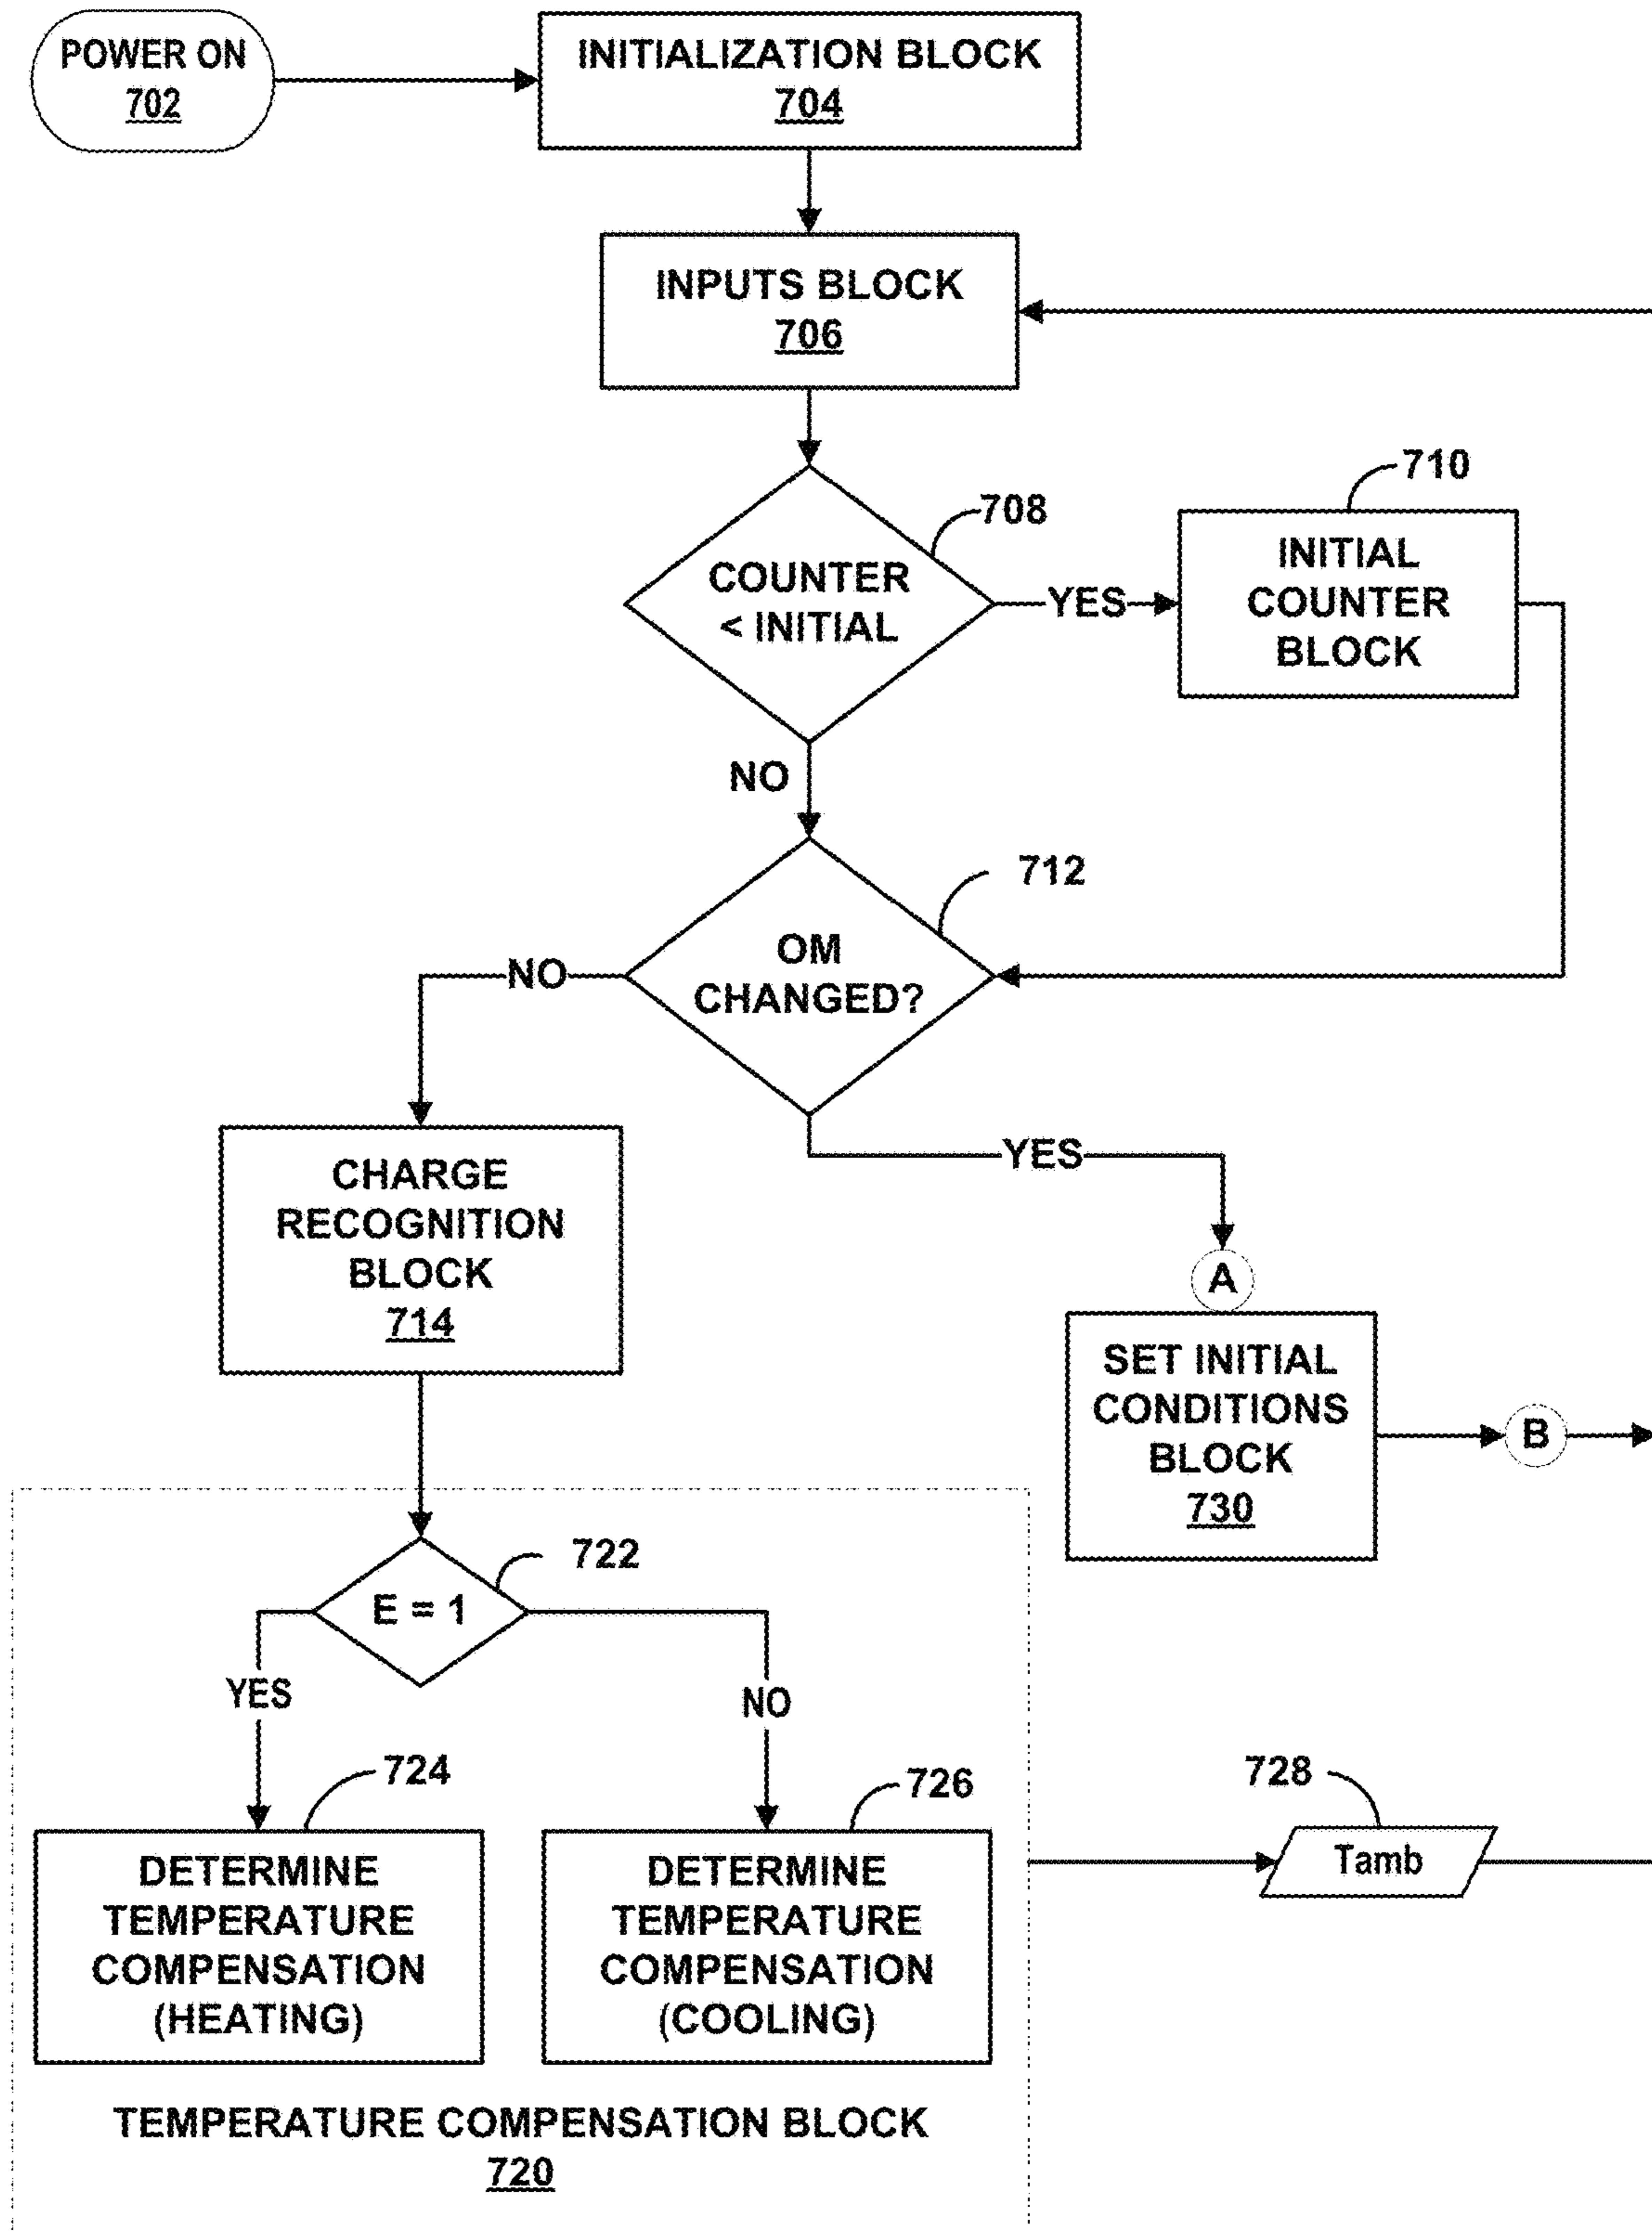 POWER ON
702
INITIALIZATION BLOCK
704
INPUTS BLOCK
706
710
708
COUNTER
< INITIAL
YES
INITIAL
COUNTER
BLOCK
NO
712
OM
CHANGED?
NO
YES
CHARGE
RECOGNITION
BLOCK
714
A
SET INITIAL
CONDITIONS
BLOCK
730
B
722
E = 1
YES
NO
724
726
728
DETERMINE
TEMPERATURE
COMPENSATION
(HEATING)
DETERMINE
TEMPERATURE
COMPENSATION
(COOLING)
Tamb
TEMPERATURE COMPENSATION BLOCK
720